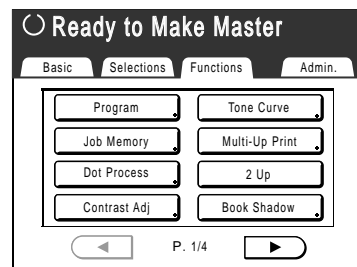 Ready to Make Master
Basic Selections Functions Admin.
Program Tone Curve
Job Memory Multi-Up Print
Dot Process 2 Up
Contrast Adj Book Shadow
P. 1/4